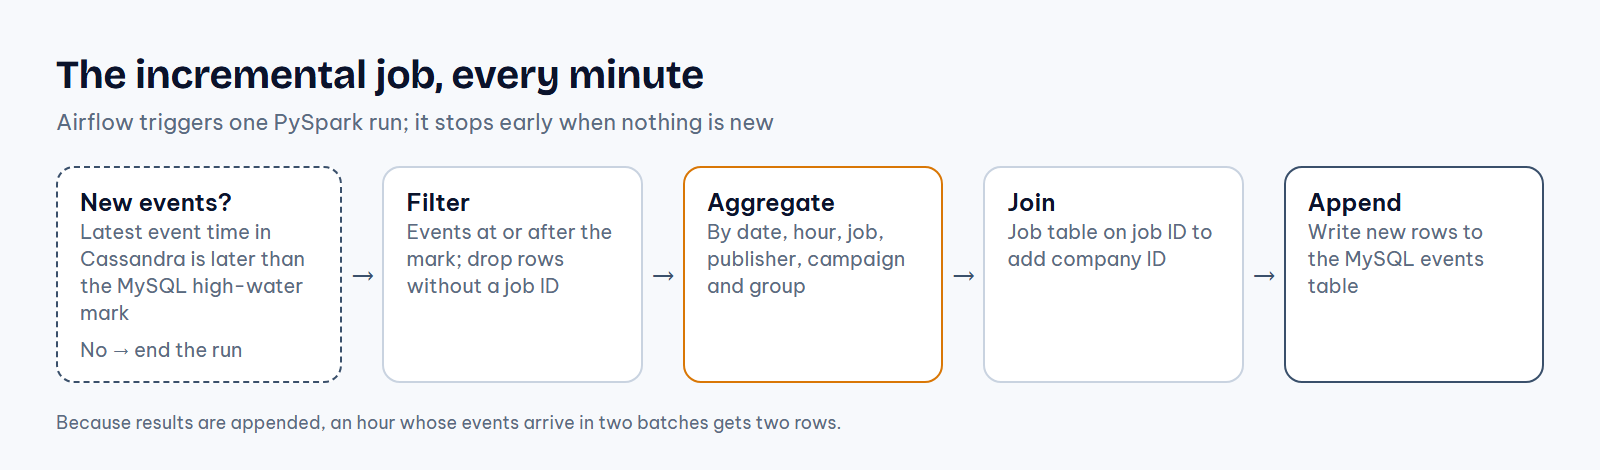 The incremental job, every minute
Airflow triggers one PySpark run; it stops early when nothing is new
New events?
Latest event time in
Cassandra is later than
the MySQL high-water
mark
No → end the run
→
Filter
Events at or after the
mark; drop rows
without a job ID
→
Aggregate
By date, hour, job,
publisher, campaign
and group
→
Join
Job table on job ID to
add company ID
→
Append
Write new rows to
the MySQL events
table
Because results are appended, an hour whose events arrive in two batches gets two rows.